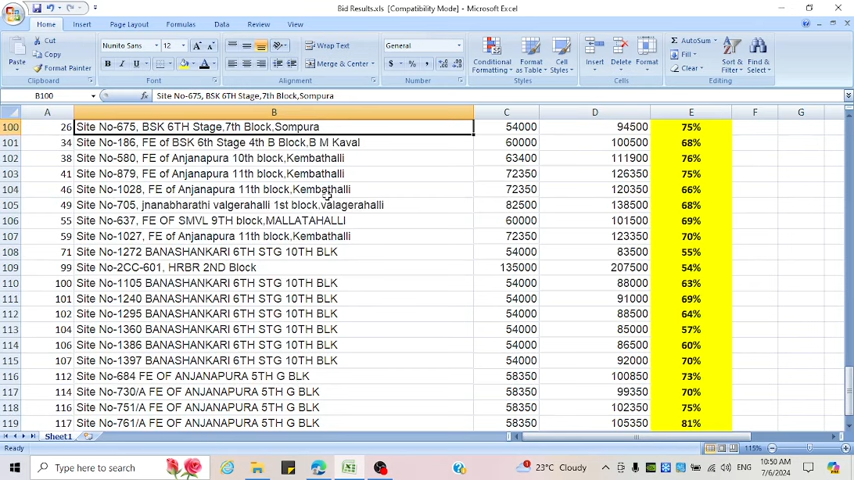 Bid Results.xls [Compatibility Mode] - Microsoft Excel
Home Insert Page Layout Formulas Data Review View
Paste Cut Copy Format Painter Clipboard
Nunito Sans 12 A A B I U A Font
Wrap Text Merge & Center Alignment
General $ % , Number
Conditional Formatting Format as Table Cell Styles Styles
Insert Delete Format Cells
AutoSum Fill Clear Sort & Filter Find & Select Editing
B100 fx Site No-675, BSK 6TH Stage,7th Block,Sompura
A B C D E F G
100 26 Site No-675, BSK 6TH Stage,7th Block,Sompura 54000 94500 75%
101 34 Site No-186, FE of BSK 6th Stage 4th B Block,B M Kaval 60000 100500 68%
102 38 Site No-580, FE of Anjanapura 10th block,Kembathalli 63400 111900 76%
103 41 Site No-879, FE of Anjanapura 11th block,Kembathalli 72350 126350 75%
104 46 Site No-1028, FE of Anjanapura 11th block,Kembathalli 72350 120350 66%
105 49 Site No-705, jnanabharathi valgerahalli 1st block,valagerahalli 82500 138500 68%
106 55 Site No-637, FE OF SMVL 9TH block,MALLATAHALLI 60000 101500 69%
107 59 Site No-1027, FE of Anjanapura 11th block,Kembathalli 72350 123350 70%
108 71 Site No-1272 BANASHANKARI 6TH STG 10TH BLK 54000 83500 55%
109 99 Site No-2CC-601, HRBR 2ND Block 135000 207500 54%
110 100 Site No-1105 BANASHANKARI 6TH STG 10TH BLK 54000 88000 63%
111 101 Site No-1240 BANASHANKARI 6TH STG 10TH BLK 54000 91000 69%
112 102 Site No-1295 BANASHANKARI 6TH STG 10TH BLK 54000 88500 64%
113 104 Site No-1360 BANASHANKARI 6TH STG 10TH BLK 54000 85000 57%
114 106 Site No-1386 BANASHANKARI 6TH STG 10TH BLK 54000 86500 60%
115 107 Site No-1397 BANASHANKARI 6TH STG 10TH BLK 54000 92000 70%
116 112 Site No-684 FE OF ANJANAPURA 5TH G BLK 58350 100850 73%
117 114 Site No-730/A FE OF ANJANAPURA 5TH G BLK 58350 99350 70%
118 116 Site No-751/A FE OF ANJANAPURA 5TH G BLK 58350 102350 75%
119 117 Site No-761/A FE OF ANJANAPURA 5TH G BLK 58350 105350 81%
Sheet1
Ready 115%
Type here to search 23°C Cloudy ENG 10:50 AM 7/6/2024